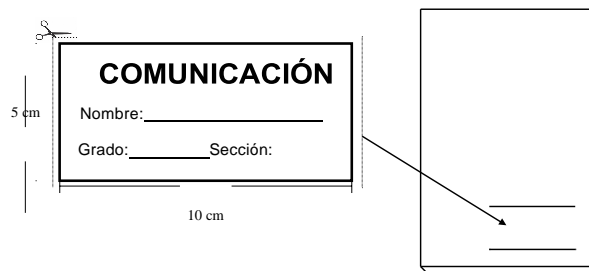 COMUNICACIÓN
Nombre:
5 cm
Grado: Sección:
10 cm